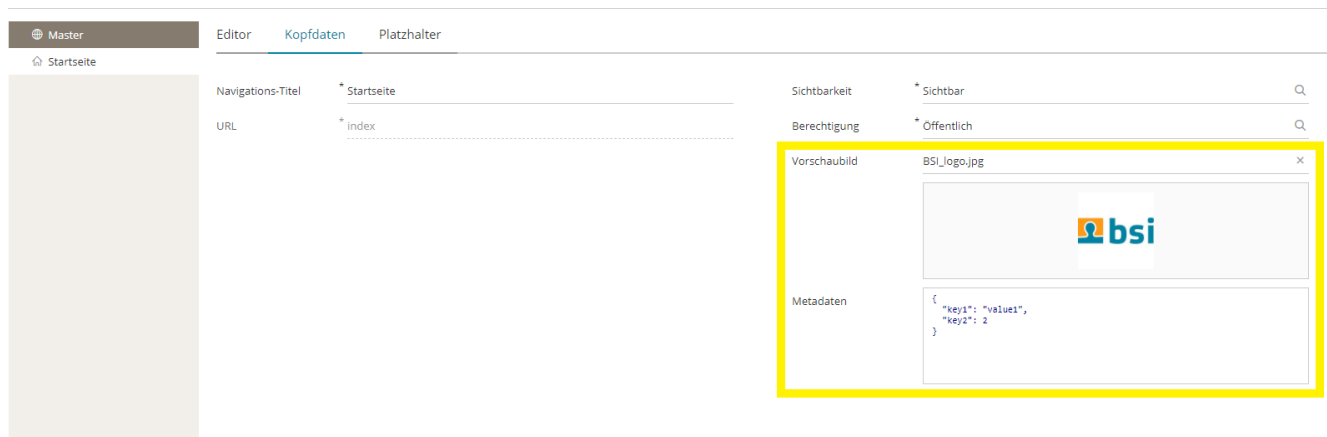 Master
Startseite
Editor Kopfdaten Platzhalter
Navigations-Titel * Startseite
URL * index
Sichtbarkeit * Sichtbar
Berechtigung * Öffentlich
Vorschaubild BSI_logo.jpg ×
bsi
Metadaten
{
"key1": "value1",
"key2": 2
}